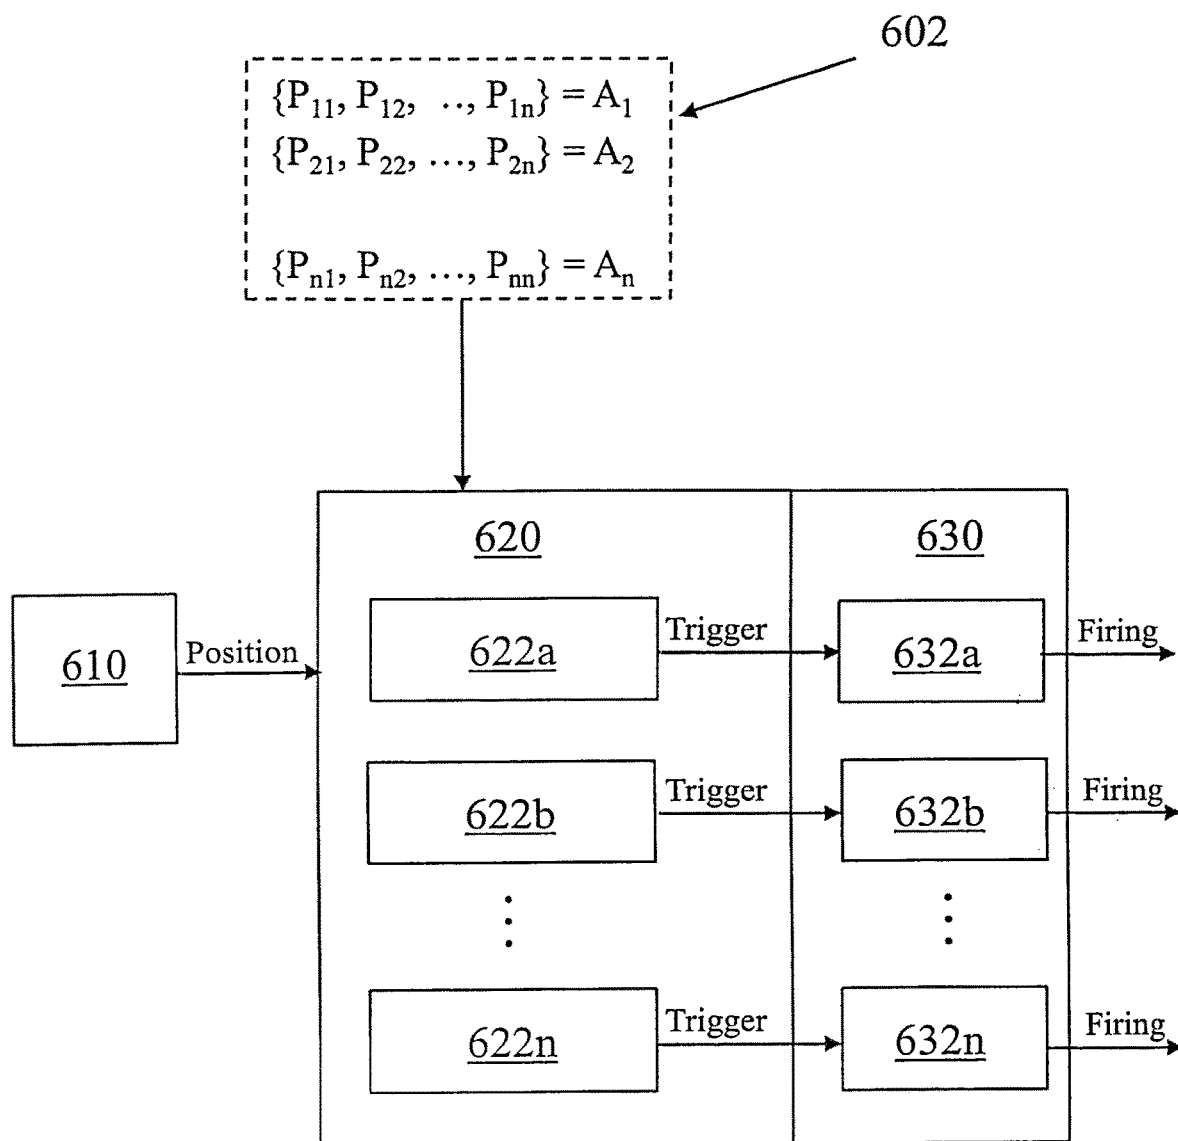 602
{P11, P12, .., P1n} = A1
{P21, P22, ..., P2n} = A2
{Pn1, Pn2, ..., Pnn} = An
620
630
610
Position
622a
Trigger
632a
Firing
622b
Trigger
632b
Firing
622n
Trigger
632n
Firing